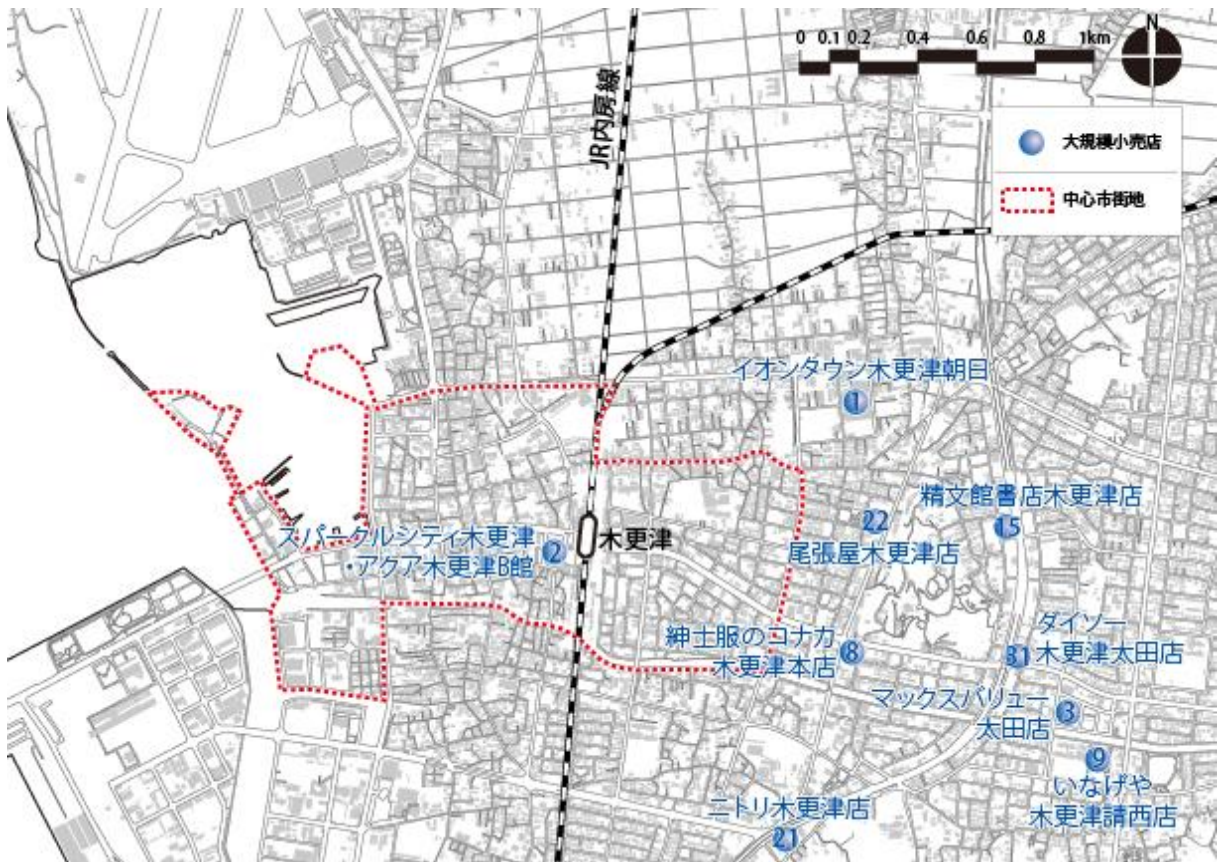 0 0.1 0.2 0.4 0.6 0.8 1km
N
JR内房線
大規模小売店
中心市街地
イオンタウン木更津朝日
1
精文館書店木更津店
15
22
尾張屋木更津店
スパークルシティ木更津
・アクア木更津B館
2
木更津
紳士服のコナカ
木更津本店
8
ダイソー
木更津太田店
31
マックスバリュー
太田店
3
9
いなげや
木更津請西店
ニトリ木更津店
21